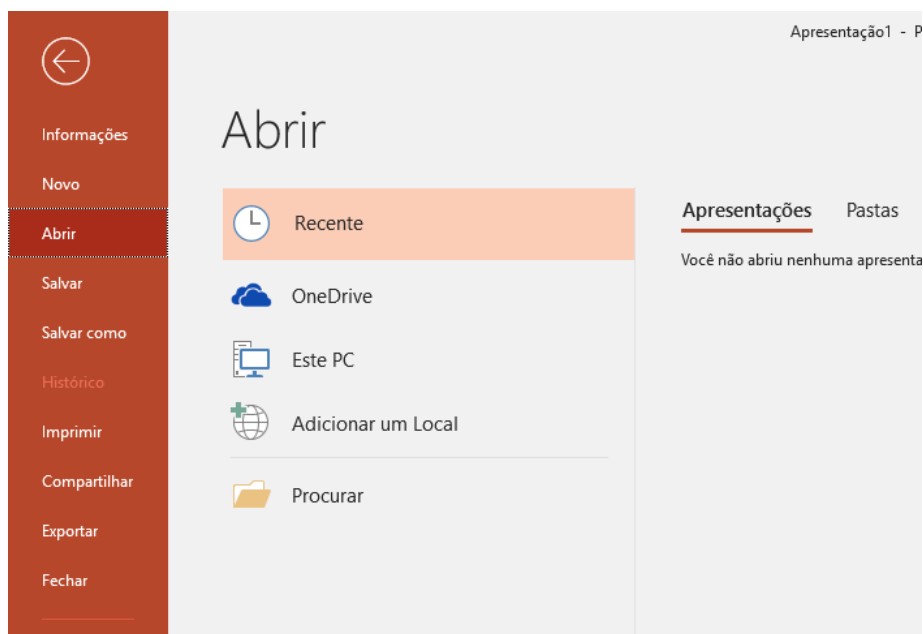 Apresentação1 - P
Informações
Novo
Abrir
Salvar
Salvar como
Histórico
Imprimir
Compartilhar
Exportar
Fechar
Abrir
Recente
OneDrive
Este PC
Adicionar um Local
Procurar
Apresentações Pastas
Você não abriu nenhuma apresenta